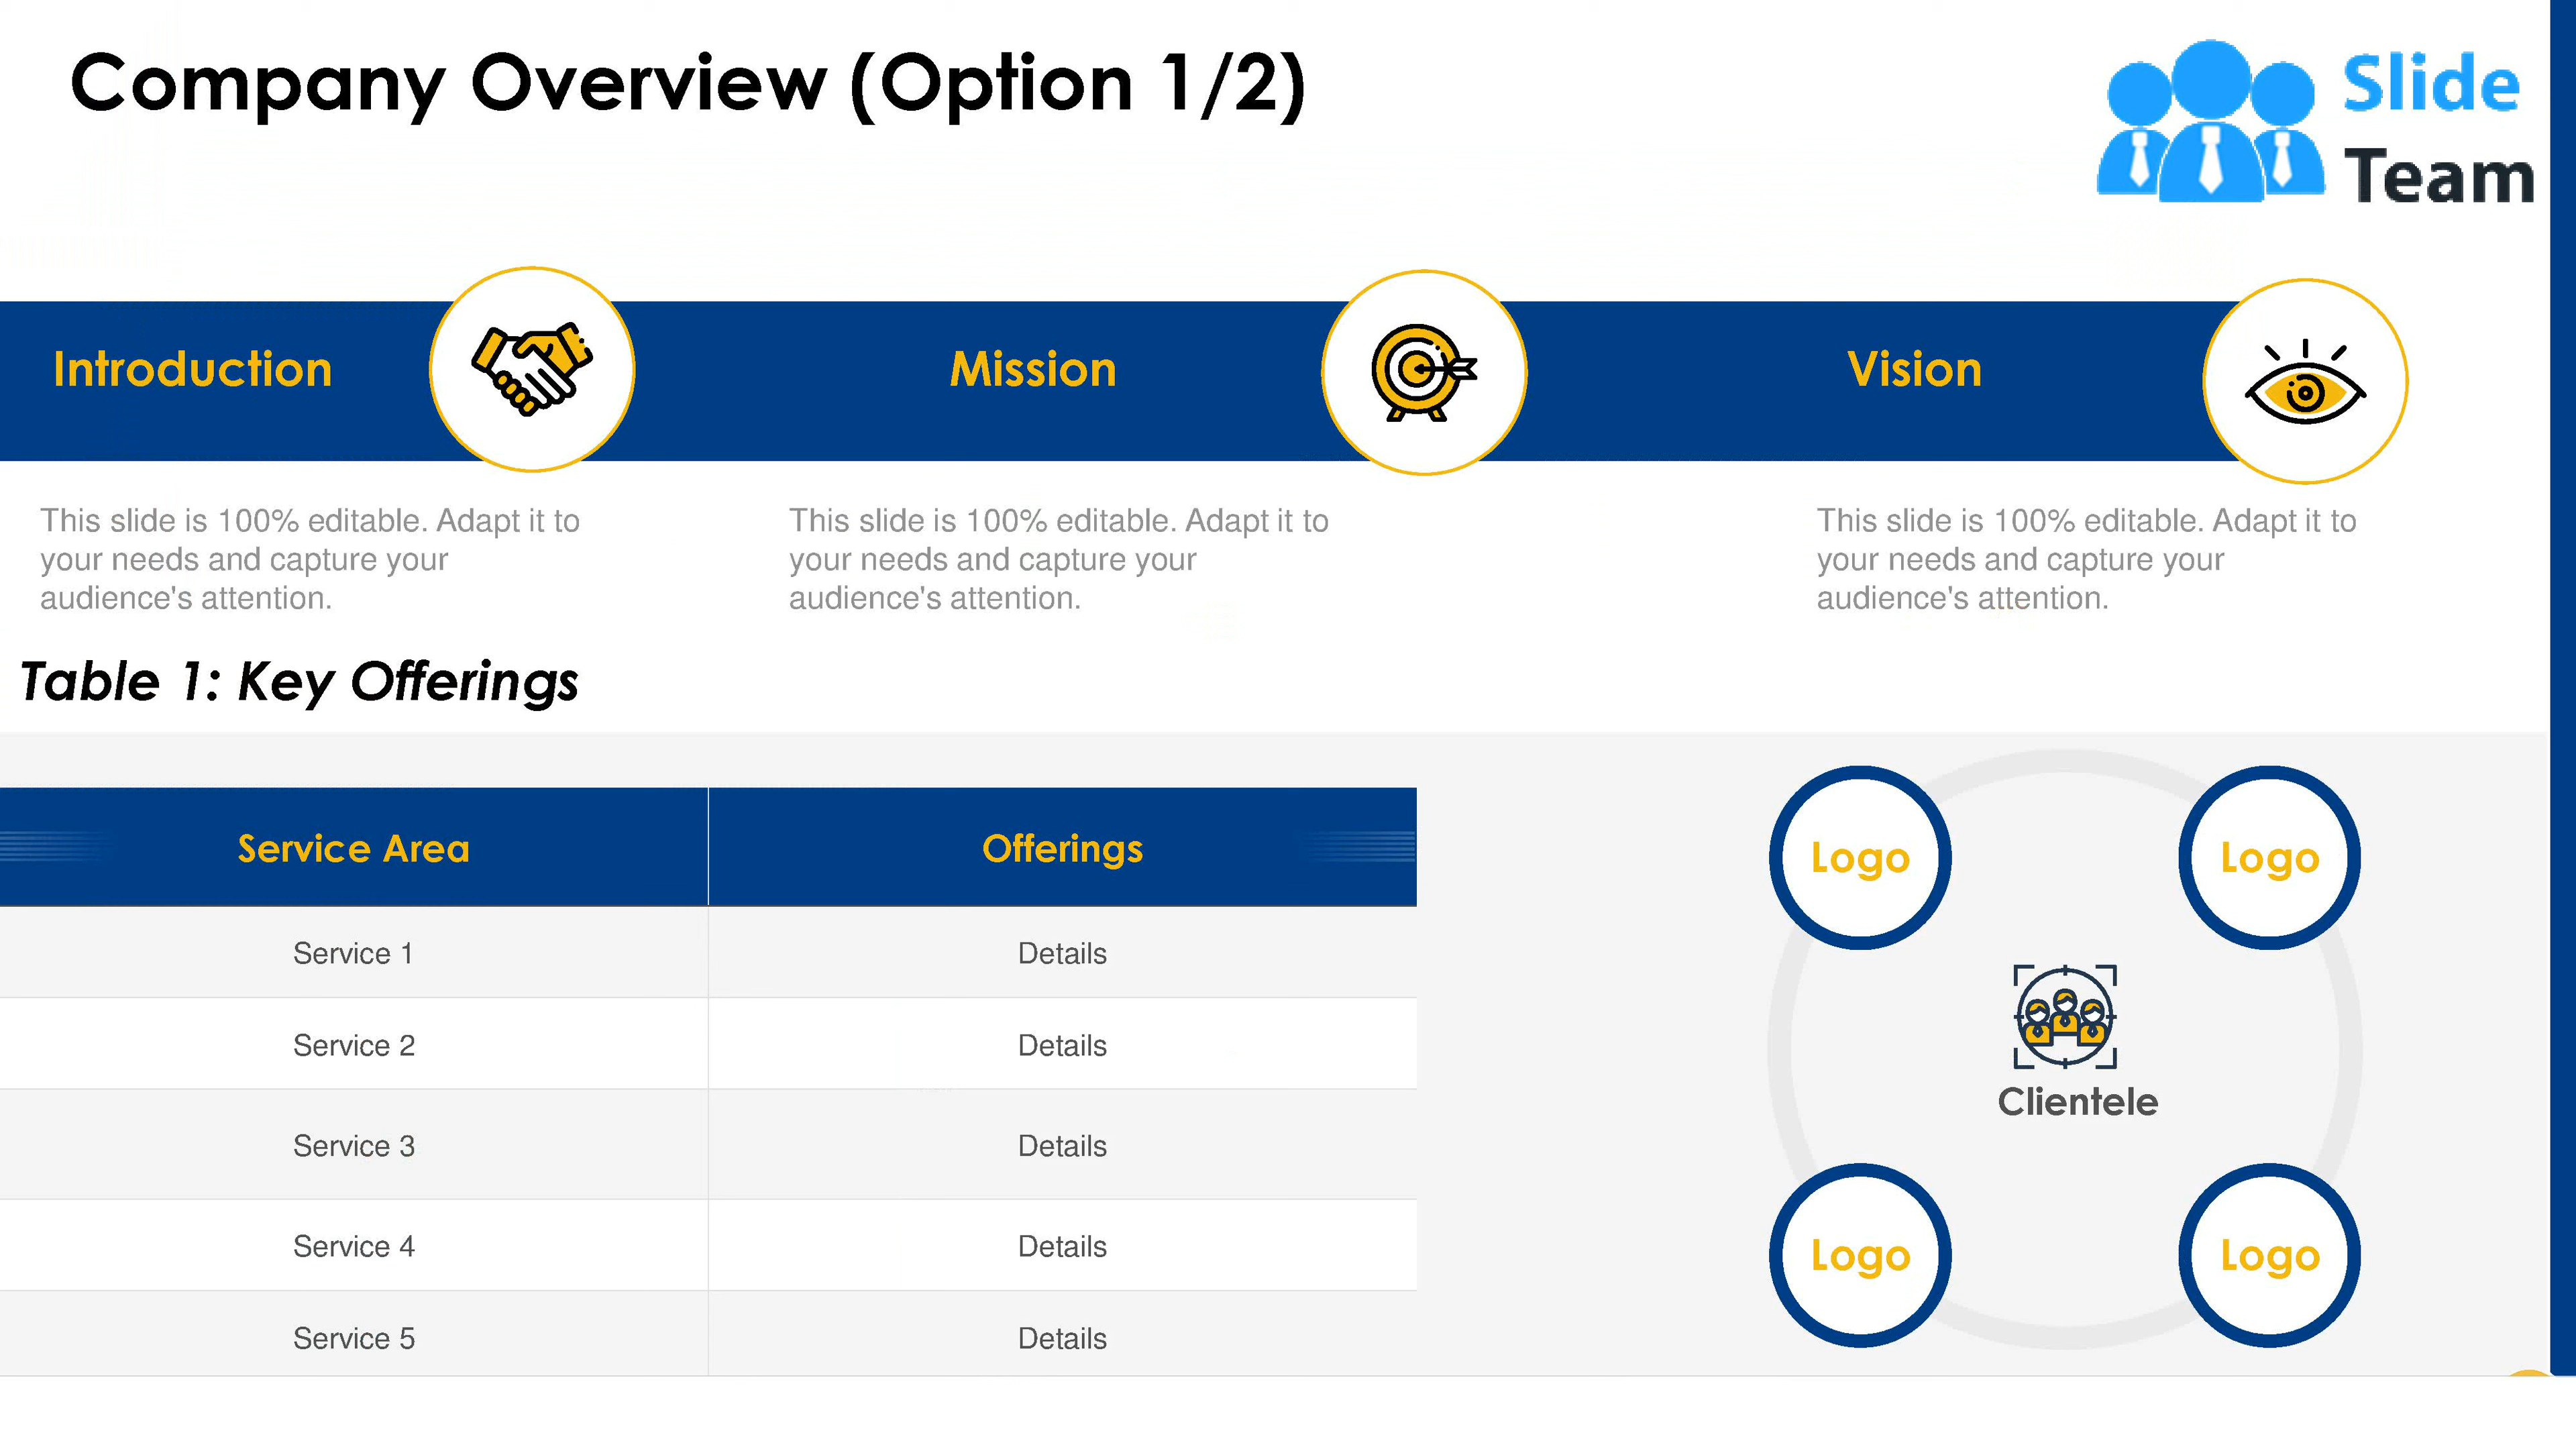 Company Overview (Option 1/2)
Slide
Team
Introduction
Mission
Vision
This slide is 100% editable. Adapt it to
your needs and capture your
audience's attention.
This slide is 100% editable. Adapt it to
your needs and capture your
audience's attention.
This slide is 100% editable. Adapt it to
your needs and capture your
audience's attention.
Table 1: Key Offerings
Service Area Offerings
Service 1 Details
Service 2 Details
Service 3 Details
Service 4 Details
Service 5 Details
Logo Logo
Clientele
Logo Logo